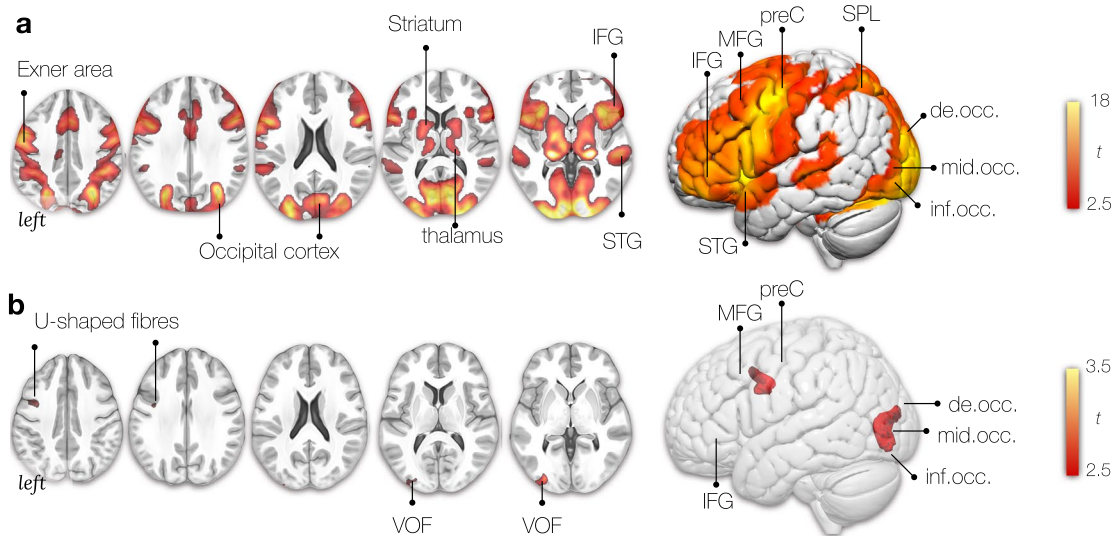 a
Exner area
Striatum
IFG
left
Occipital cortex
thalamus
STG
preC
SPL
MFG
IFG
de.occ.
mid.occ.
inf.occ.
STG
18
t
2.5
b
U-shaped fibres
left
VOF
VOF
preC
MFG
IFG
de.occ.
mid.occ.
inf.occ.
3.5
t
2.5